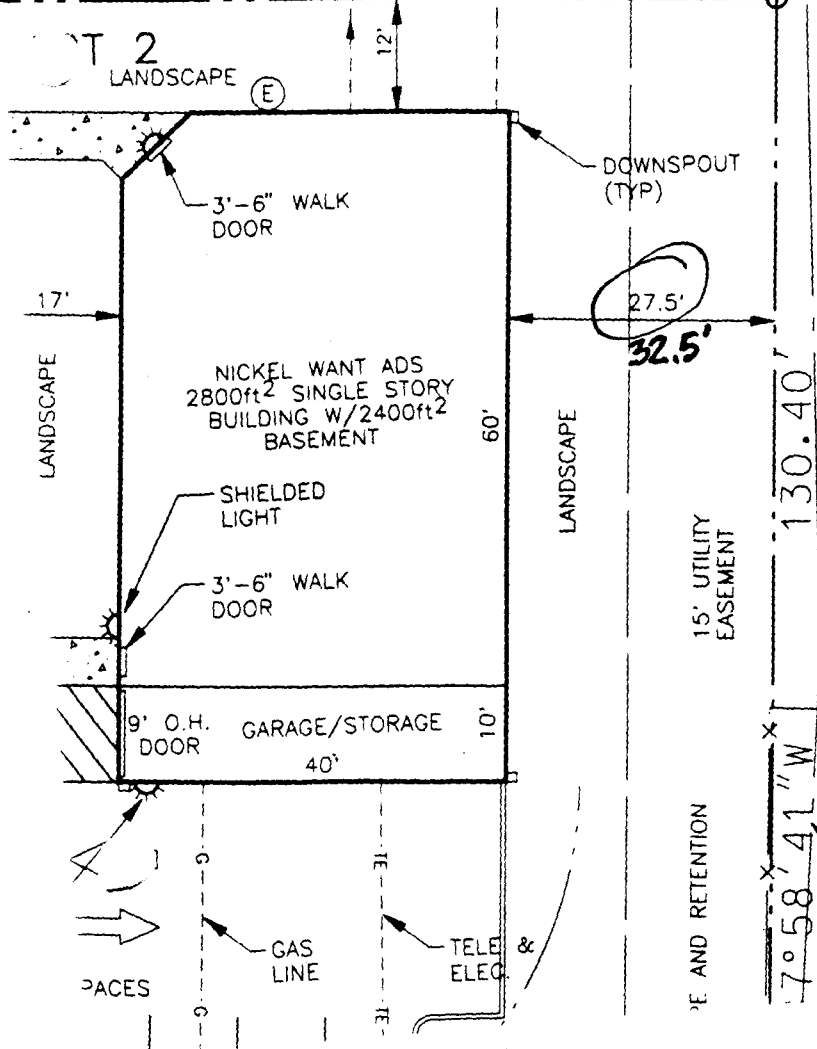 T 2
LANDSCAPE
E
12'
DOWNSPOUT
(TYP)
3'-6" WALK
DOOR
17'
27.5'
32.5'
LANDSCAPE
NICKEL WANT ADS
2800ft² SINGLE STORY
BUILDING W/2400ft²
BASEMENT
60'
LANDSCAPE
130.40'
SHIELDED
LIGHT
15' UTILITY
EASEMENT
3'-6" WALK
DOOR
9' O.H.
DOOR
GARAGE/STORAGE
10'
40'
G
TE
GAS
LINE
TELE &
ELEC.
AND RETENTION
7°58'41"W
PACES
G
TE